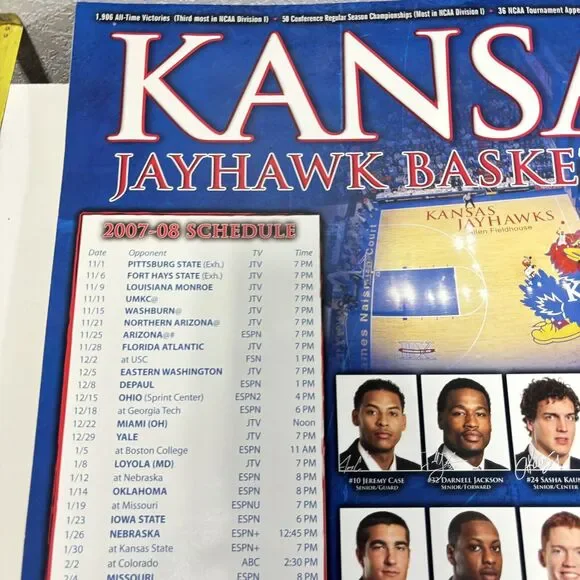 1,906 All-Time Victories (Third most in NCAA Division I) • 50 Conference Regular Season Championships (Most in NCAA Division I) • 36 NCAA Tournament Appe
KANSA
JAYHAWK BASKE
2007-08 SCHEDULE
Date Opponent TV Time
11/1 PITTSBURG STATE (Exh.) JTV 7 PM
11/6 FORT HAYS STATE (Exh.) JTV 7 PM
11/9 LOUISIANA MONROE JTV 7 PM
11/11 UMKC@ JTV 7 PM
11/15 WASHBURN@ JTV 7 PM
11/21 NORTHERN ARIZONA@ JTV 7 PM
11/25 ARIZONA@# ESPN 7 PM
11/28 FLORIDA ATLANTIC JTV 7 PM
12/2 at USC FSN 1 PM
12/5 EASTERN WASHINGTON JTV 7 PM
12/8 DEPAUL ESPN 1 PM
12/15 OHIO (Sprint Center) ESPN2 4 PM
12/18 at Georgia Tech ESPN 6 PM
12/22 MIAMI (OH) JTV Noon
12/29 YALE JTV 7 PM
1/5 at Boston College ESPN 11 AM
1/8 LOYOLA (MD) JTV 7 PM
1/12 at Nebraska ESPN 8 PM
1/14 OKLAHOMA ESPN 8 PM
1/19 at Missouri ESPNU 7 PM
1/23 IOWA STATE ESPN 6 PM
1/26 NEBRASKA ESPN+ 12:45 PM
1/30 at Kansas State ESPN+ 7 PM
2/2 at Colorado ABC 2:30 PM
2/4 MISSOURI ESPN 8 PM
KANSAS
JAYHAWKS
Allen Fieldhouse
James Naismith Court
#10 JEREMY CASE
SENIOR/GUARD
#32 DARNELL JACKSON
SENIOR/FORWARD
#24 SASHA KAUN
SENIOR/CENTER